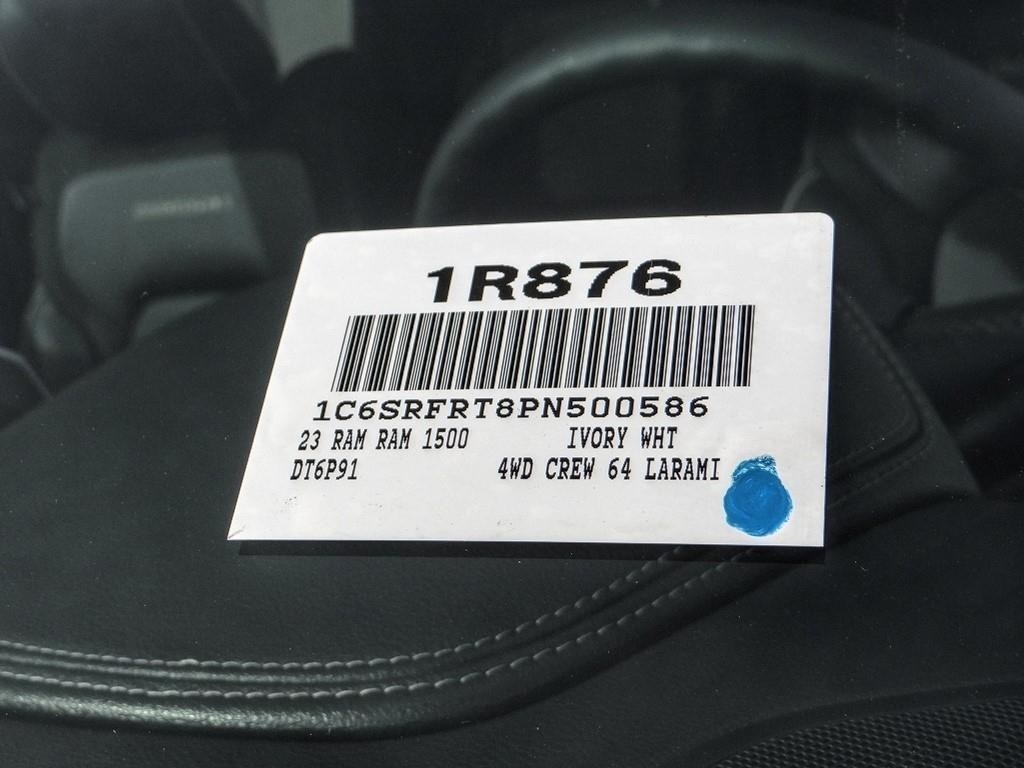 1R876
1C6SRFRT8PN500586
23 RAM RAM 1500 IVORY WHT
DT6P91 4WD CREW 64 LARAMI